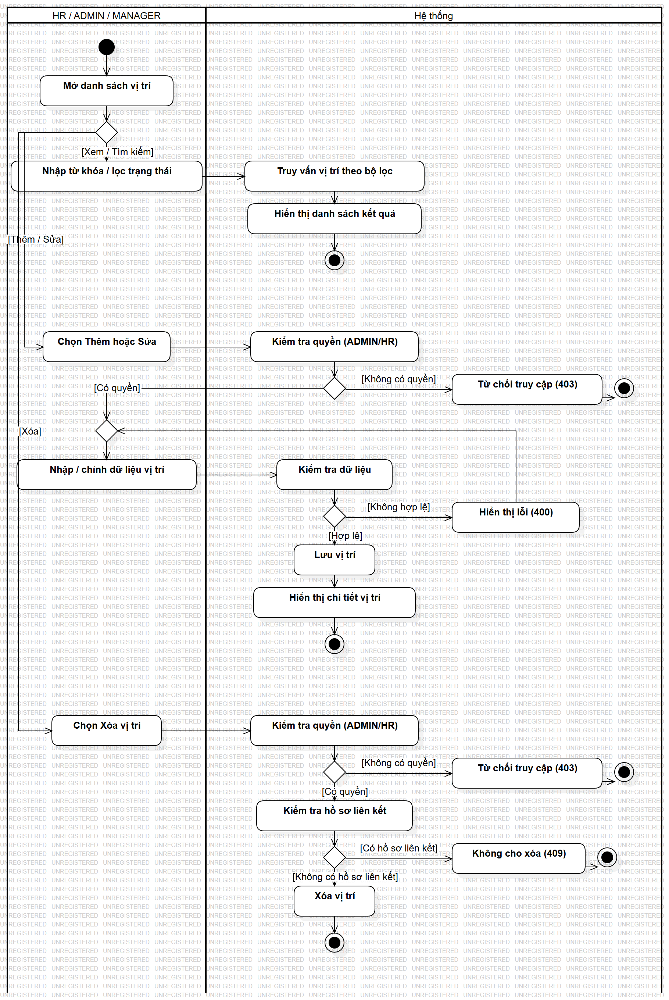 HR / ADMIN / MANAGER
Hệ thống
Mở danh sách vị trí
[Xem / Tìm kiếm]
Nhập từ khóa / lọc trạng thái
Truy vấn vị trí theo bộ lọc
Hiển thị danh sách kết quả
[Thêm / Sửa]
Chọn Thêm hoặc Sửa
Kiểm tra quyền (ADMIN/HR)
[Không có quyền]
Từ chối truy cập (403)
[Có quyền]
[Xóa]
Nhập / chỉnh dữ liệu vị trí
Kiểm tra dữ liệu
[Không hợp lệ]
Hiển thị lỗi (400)
[Hợp lệ]
Lưu vị trí
Hiển thị chi tiết vị trí
Chọn Xóa vị trí
Kiểm tra quyền (ADMIN/HR)
[Không có quyền]
Từ chối truy cập (403)
[Có quyền]
Kiểm tra hồ sơ liên kết
[Có hồ sơ liên kết]
Không cho xóa (409)
[Không có hồ sơ liên kết]
Xóa vị trí
UNREGISTERED